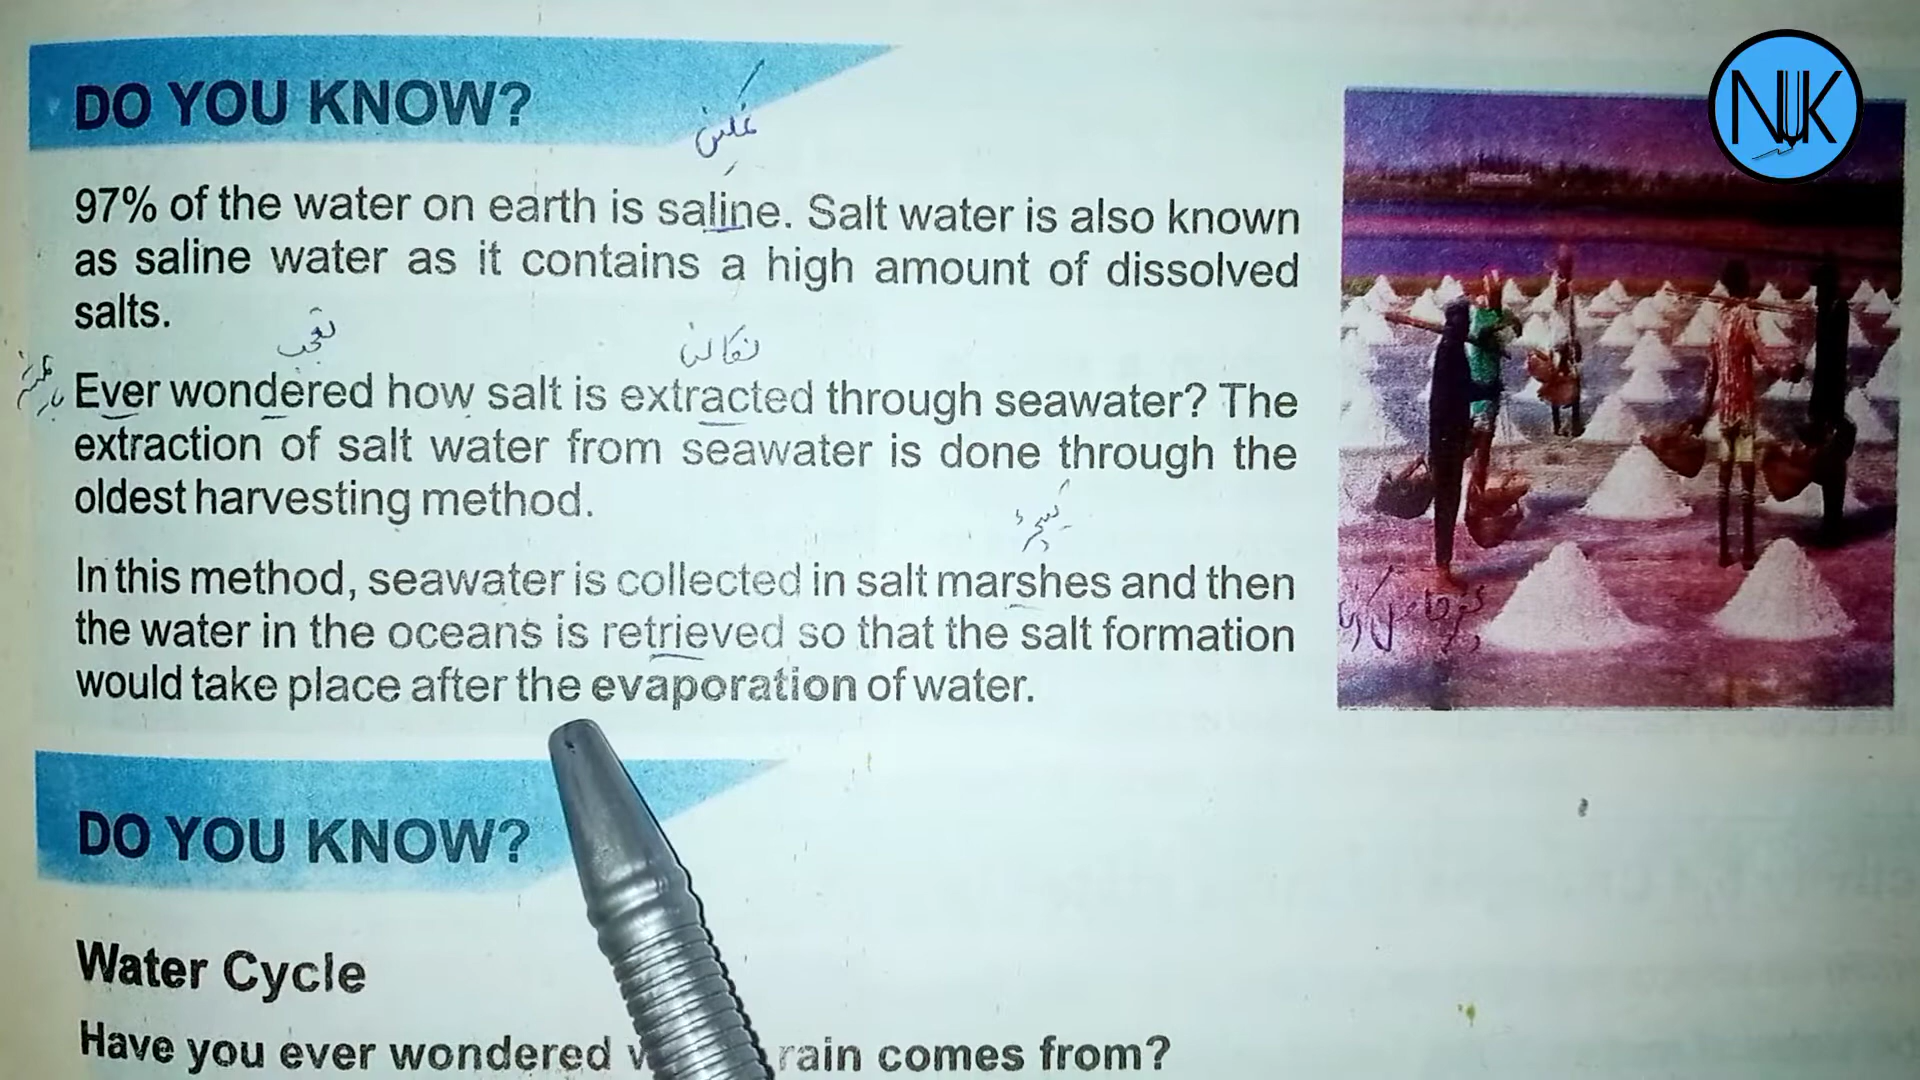 NUK
DO YOU KNOW?
97% of the water on earth is saline. Salt water is also known
as saline water as it contains a high amount of dissolved
salts.
تعجب
نکالنا
Ever wondered how salt is extracted through seawater? The
extraction of salt water from seawater is done through the
oldest harvesting method.
In this method, seawater is collected in salt marshes and then
the water in the oceans is retrieved so that the salt formation
would take place after the evaporation of water.
DO YOU KNOW?
Water Cycle
Have you ever wondered rain comes from?